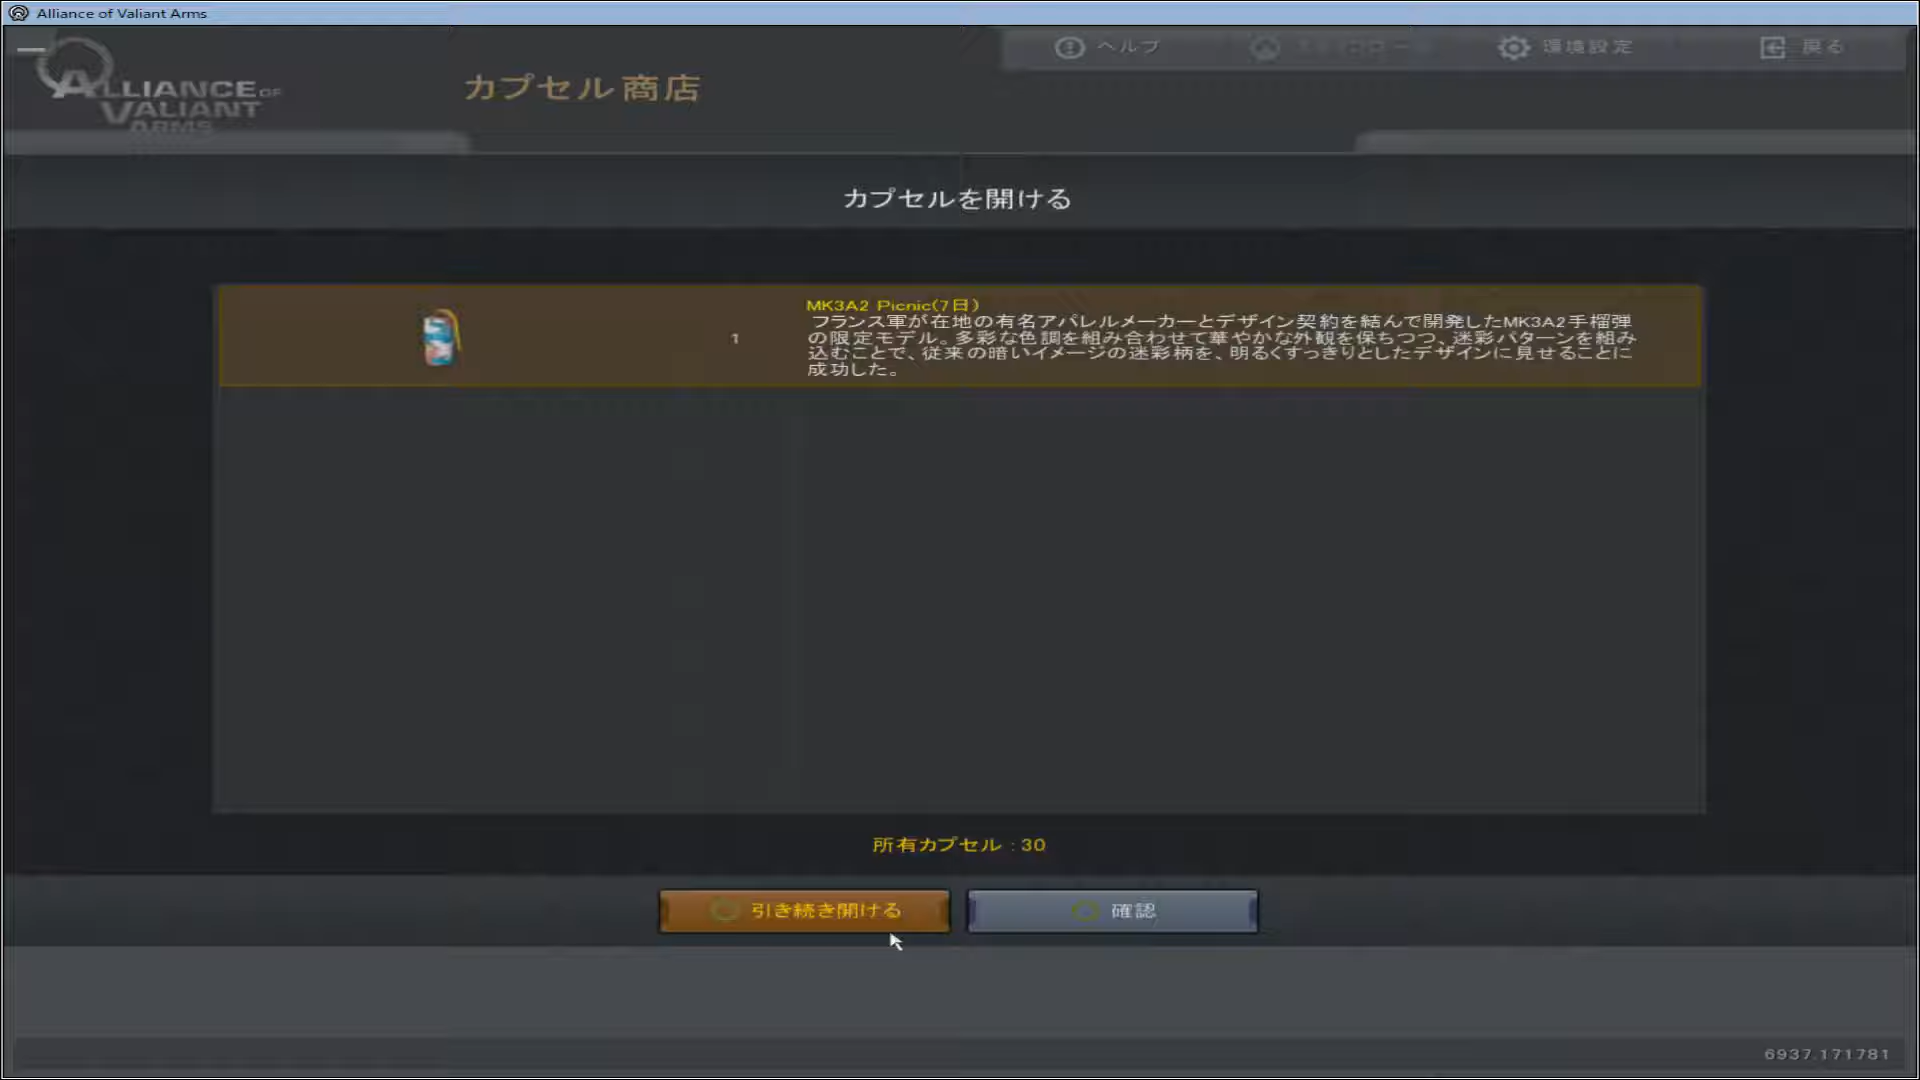 Alliance of Valiant Arms
ALLIANCE OF
VALIANT
ARMS
カプセル商店
ヘルプ
環境設定
戻る
カプセルを開ける
1
MK3A2 Picnic(7日)
フランス軍が在地の有名アパレルメーカーとデザイン契約を結んで開発したMK3A2手榴弾
の限定モデル。多彩な色調を組み合わせて華やかな外観を保ちつつ、迷彩パターンを組み
込むことで、従来の暗いイメージの迷彩柄を、明るくすっきりとしたデザインに見せることに
成功した。
所有カプセル : 30
引き続き開ける
確認
6937.171781